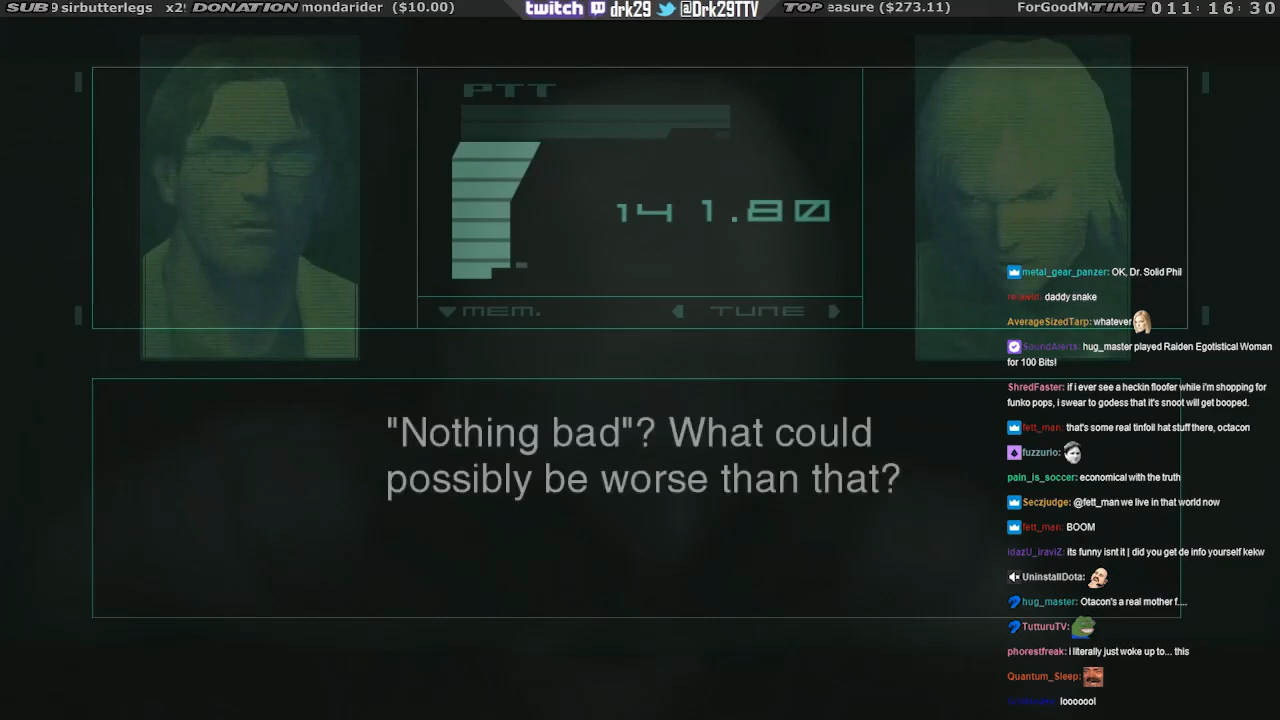 SUB 9 sirbutterlegs x2! DONATION mondarider ($10.00) twitch drk29 @Drk29TTV TOP easure ($273.11) ForGoodM TIME 011:16:30
PTT
141.80
MEM.
TUNE
"Nothing bad"? What could
possibly be worse than that?
metal_gear_panzer: OK, Dr. Solid Phil
daddy snake
AverageSizedTarp: whatever
SoundAlerts: hug_master played Raiden Egotistical Woman
for 100 Bits!
ShredFaster: if i ever see a heckin floofer while i'm shopping for
funko pops, i swear to godess that it's snoot will get booped.
fett_man: that's some real tinfoil hat stuff there, octacon
fuzzurio:
pain_is_soccer: economical with the truth
Seczjudge: @fett_man we live in that world now
fett_man: BOOM
idazU_iraviZ: its funny isnt it | did you get de info yourself kekw
UninstallDota:
hug_master: Otacon's a real mother f....
TutturuTV:
phorestfreak: i literally just woke up to... this
Quantum_Sleep:
looooool